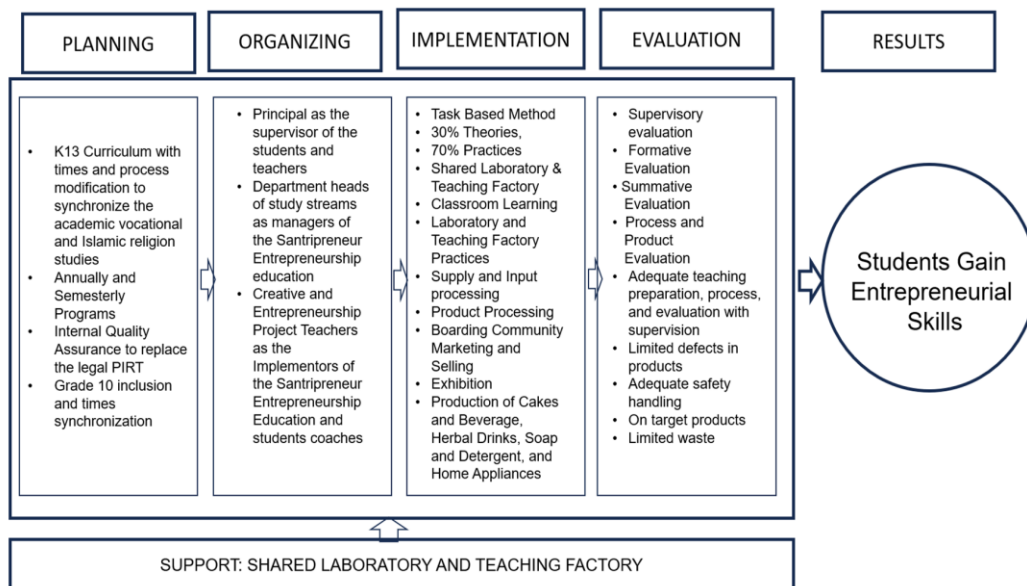 PLANNING
ORGANIZING
IMPLEMENTATION
EVALUATION
RESULTS
• K13 Curriculum with
times and process
modification to
synchronize the
academic vocational
and Islamic religion
studies
• Annually and
Semesterly
Programs
• Internal Quality
Assurance to replace
the legal PIRT
• Grade 10 inclusion
and times
synchronization
• Principal as the
supervisor of the
students and
teachers
• Department heads
of study streams
as managers of
the Santripreneur
Entrepreneurship
education
• Creative and
Entrepreneurship
Project Teachers
as the
Implementors of
the Santripreneur
Entrepreneurship
Education and
students coaches
• Task Based Method
• 30% Theories,
• 70% Practices
• Shared Laboratory &
Teaching Factory
• Classroom Learning
• Laboratory and
Teaching Factory
Practices
• Supply and Input
processing
• Product Processing
• Boarding Community
Marketing and
Selling
• Exhibition
• Production of Cakes
and Beverage,
Herbal Drinks, Soap
and Detergent, and
Home Appliances
• Supervisory
evaluation
• Formative
Evaluation
• Summative
Evaluation
• Process and
Product
Evaluation
• Adequate teaching
preparation, process,
and evaluation with
supervision
• Limited defects in
products
• Adequate safety
handling
• On target products
• Limited waste
Students Gain
Entrepreneurial
Skills
SUPPORT: SHARED LABORATORY AND TEACHING FACTORY